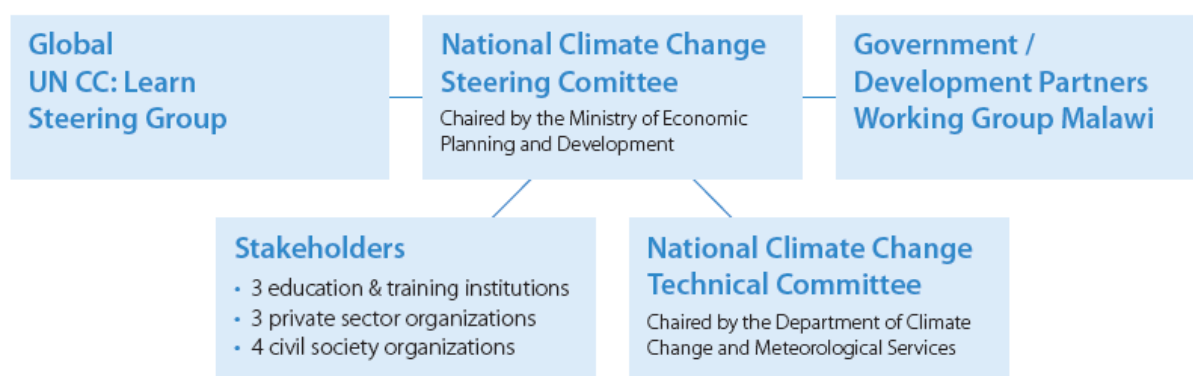 Global
UN CC: Learn
Steering Group
National Climate Change
Steering Comittee
Chaired by the Ministry of Economic
Planning and Development
Government /
Development Partners
Working Group Malawi
Stakeholders
• 3 education & training institutions
• 3 private sector organizations
• 4 civil society organizations
National Climate Change
Technical Committee
Chaired by the Department of Climate
Change and Meteorological Services